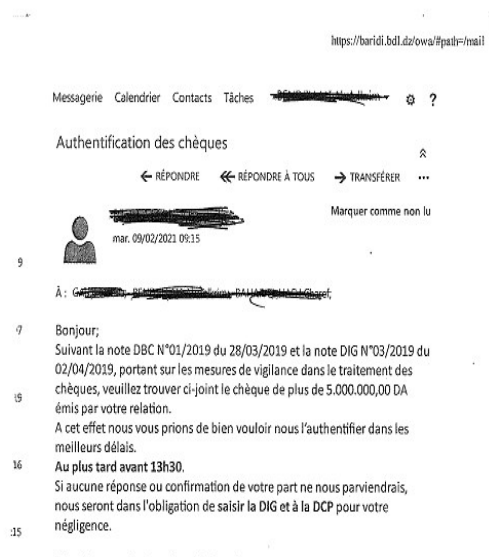 https://baridi.bdl.dz/owa/#path=/mail
Messagerie Calendrier Contacts Tâches ?
Authentification des chèques
RÉPONDRE RÉPONDRE À TOUS TRANSFÉRER ...
Marquer comme non lu
mar. 09/02/2021 09:15
9
À :
Bonjour;
Suivant la note DBC N°01/2019 du 28/03/2019 et la note DIG N°03/2019 du
02/04/2019, portant sur les mesures de vigilance dans le traitement des
chèques, veuillez trouver ci-joint le chèque de plus de 5.000.000,00 DA
émis par votre relation.
A cet effet nous vous prions de bien vouloir nous l'authentifier dans les
meilleurs délais.
16
Au plus tard avant 13h30.
Si aucune réponse ou confirmation de votre part ne nous parviendrais,
nous seront dans l'obligation de saisir la DIG et à la DCP pour votre
négligence.
:15